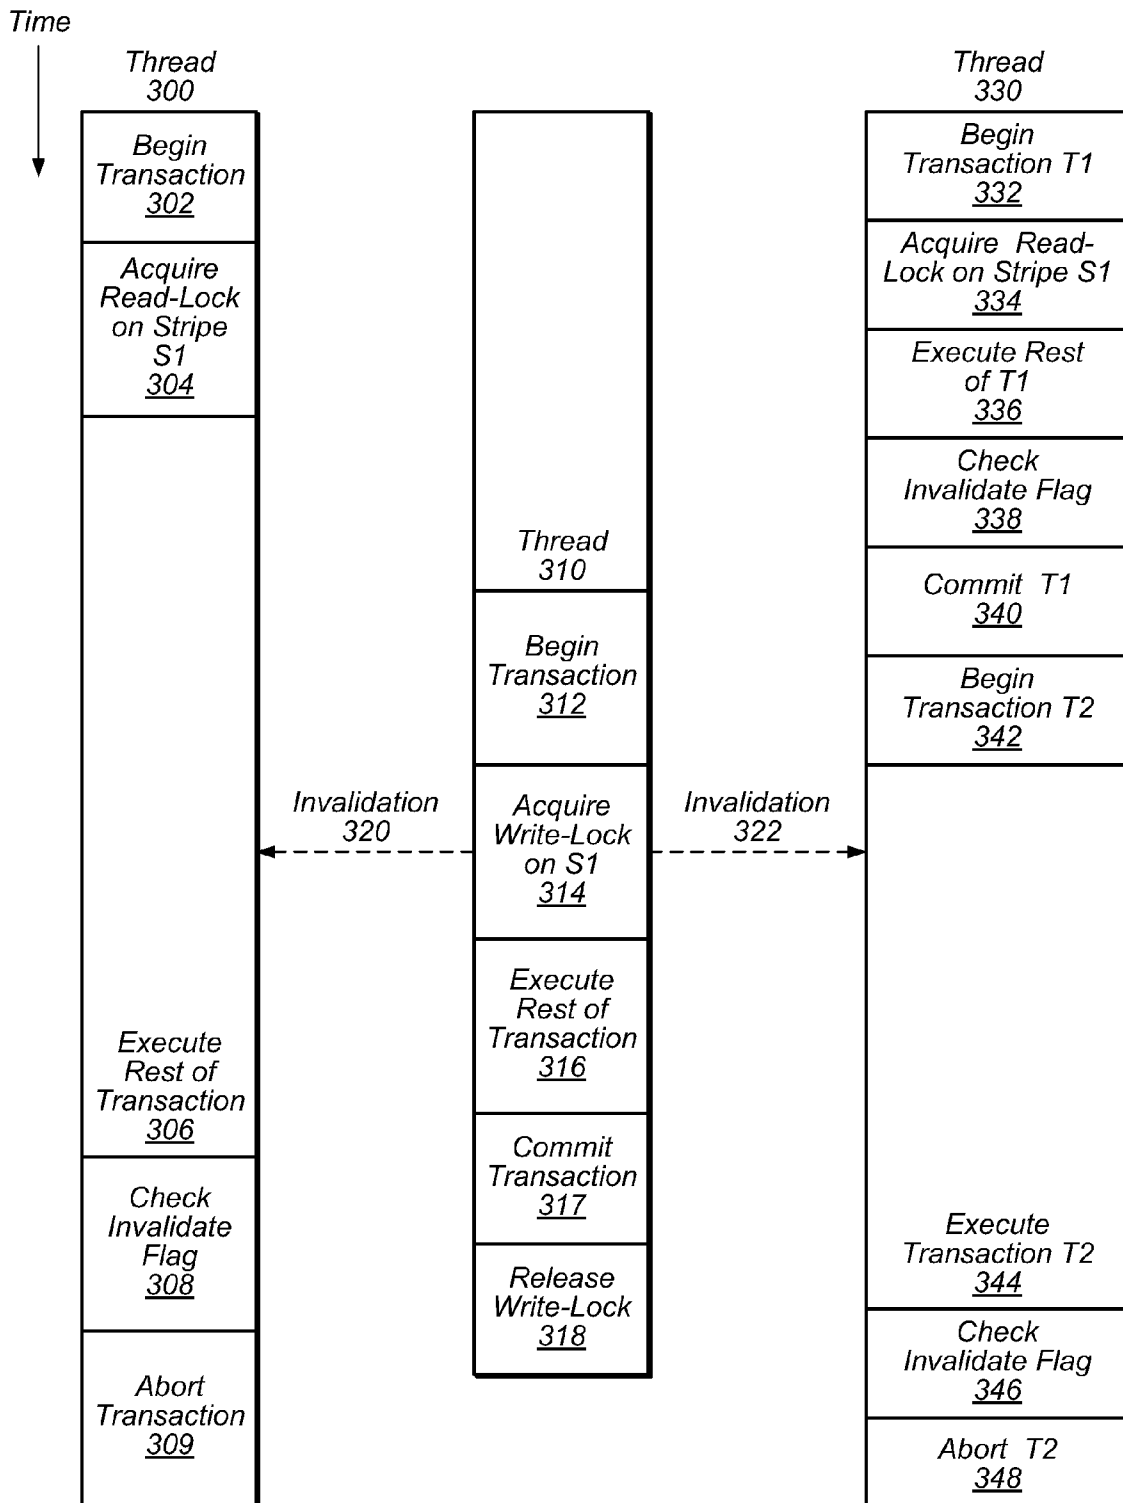 Time
Thread
300
Begin
Transaction
302
Acquire
Read-Lock
on Stripe
S1
304
Execute
Rest of
Transaction
306
Check
Invalidate
Flag
308
Abort
Transaction
309
Invalidation
320
Thread
310
Begin
Transaction
312
Acquire
Write-Lock
on S1
314
Execute
Rest of
Transaction
316
Commit
Transaction
317
Release
Write-Lock
318
Invalidation
322
Thread
330
Begin
Transaction T1
332
Acquire Read-
Lock on Stripe S1
334
Execute Rest
of T1
336
Check
Invalidate Flag
338
Commit T1
340
Begin
Transaction T2
342
Execute
Transaction T2
344
Check
Invalidate Flag
346
Abort T2
348